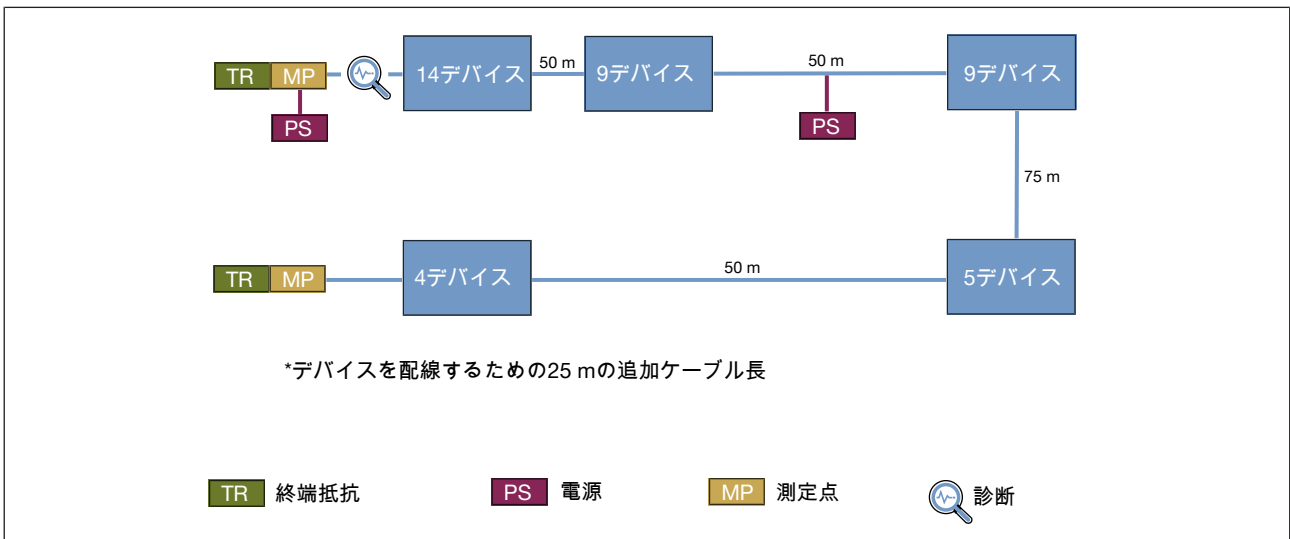 TR MP
14デバイス
50 m
9デバイス
50 m
9デバイス
PS
PS
75 m
TR MP
4デバイス
50 m
5デバイス
*デバイスを配線するための25 mの追加ケーブル長
TR 終端抵抗
PS 電源
MP 測定点
診断